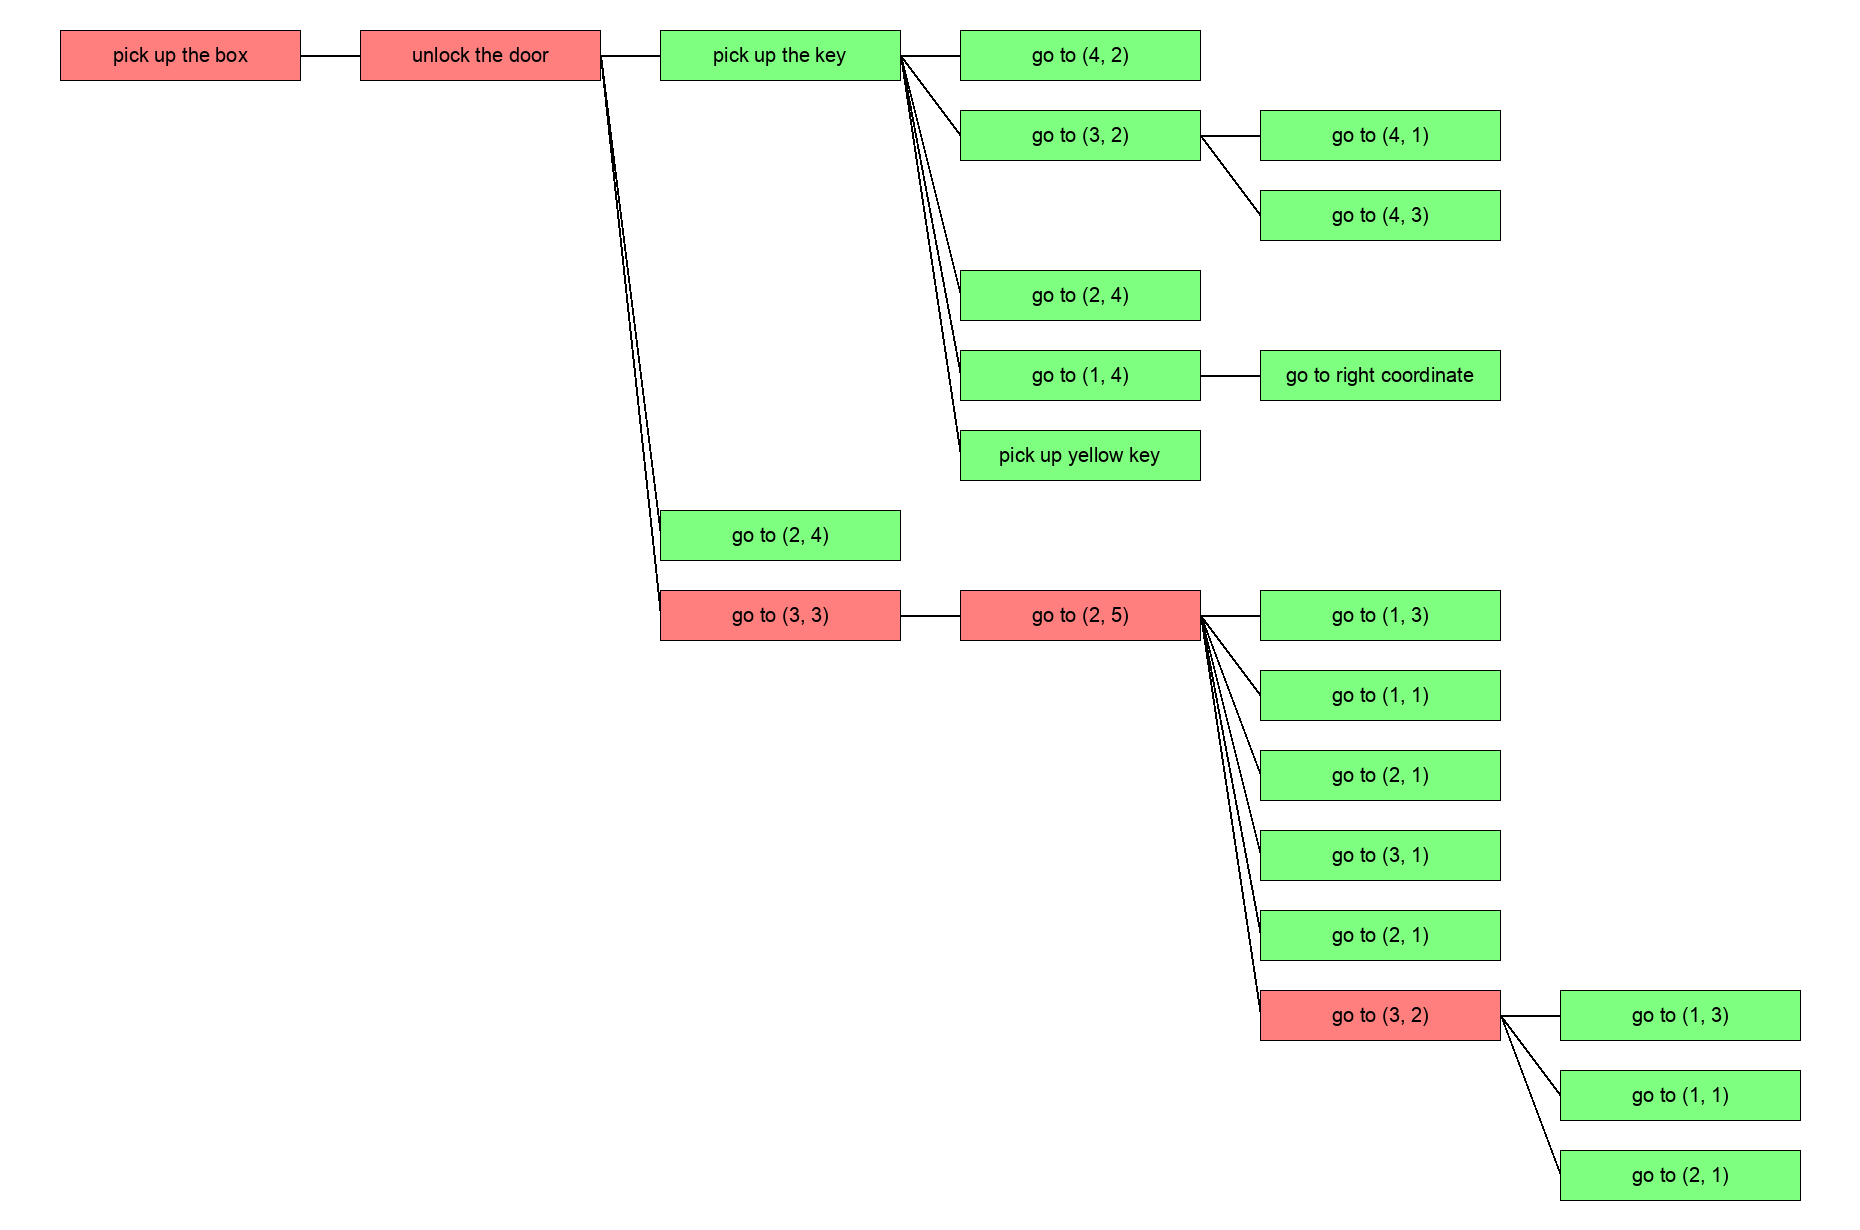 pick up the box
unlock the door
pick up the key
go to (4, 2)
go to (3, 2)
go to (4, 1)
go to (4, 3)
go to (2, 4)
go to (1, 4)
go to right coordinate
pick up yellow key
go to (2, 4)
go to (3, 3)
go to (2, 5)
go to (1, 3)
go to (1, 1)
go to (2, 1)
go to (3, 1)
go to (2, 1)
go to (3, 2)
go to (1, 3)
go to (1, 1)
go to (2, 1)